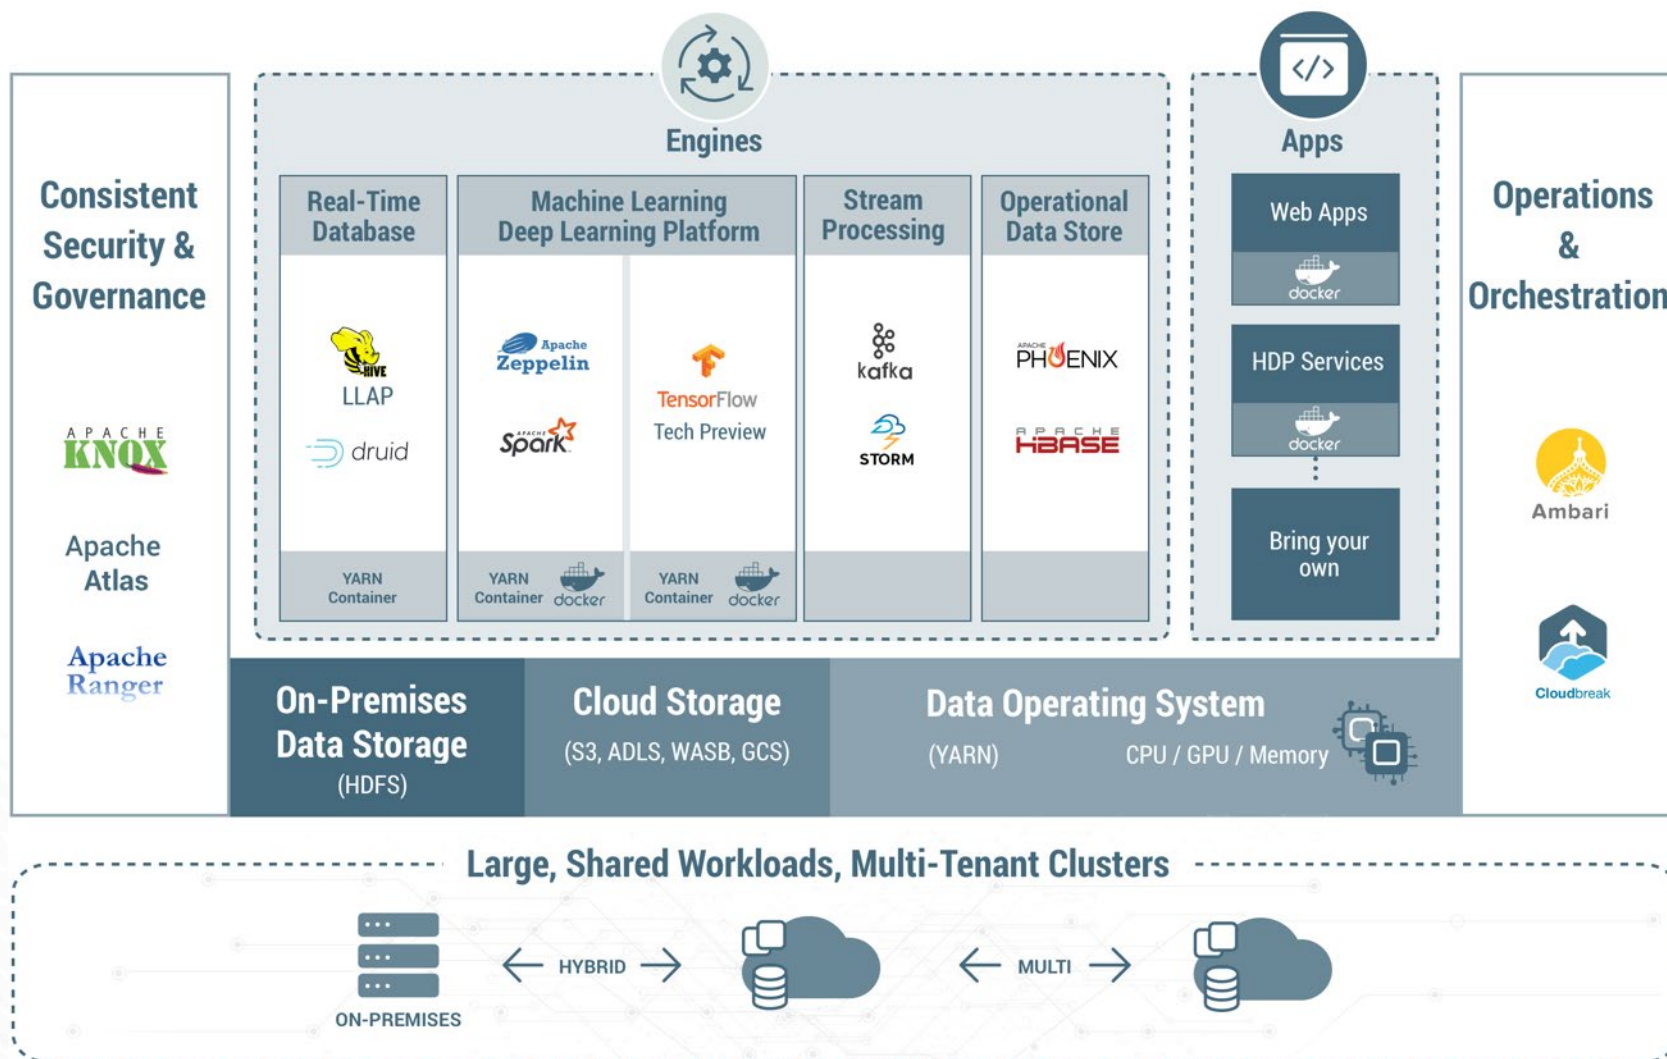 Consistent
Security &
Governance
APACHE
KNOX
Apache
Atlas
Apache
Ranger
Engines
Real-Time
Database
HIVE
LLAP
druid
YARN
Container
Machine Learning
Deep Learning Platform
Apache
Zeppelin
APACHE
Spark
YARN
Container
docker
TensorFlow
Tech Preview
YARN
Container
docker
Stream
Processing
kafka
STORM
Operational
Data Store
APACHE
PHOENIX
APACHE
HBASE
Apps
</>
Web Apps
docker
HDP Services
docker
Bring your
own
Operations
&
Orchestration
Ambari
Cloudbreak
On-Premises
Data Storage
(HDFS)
Cloud Storage
(S3, ADLS, WASB, GCS)
Data Operating System
(YARN) CPU / GPU / Memory
Large, Shared Workloads, Multi-Tenant Clusters
HYBRID
MULTI
ON-PREMISES